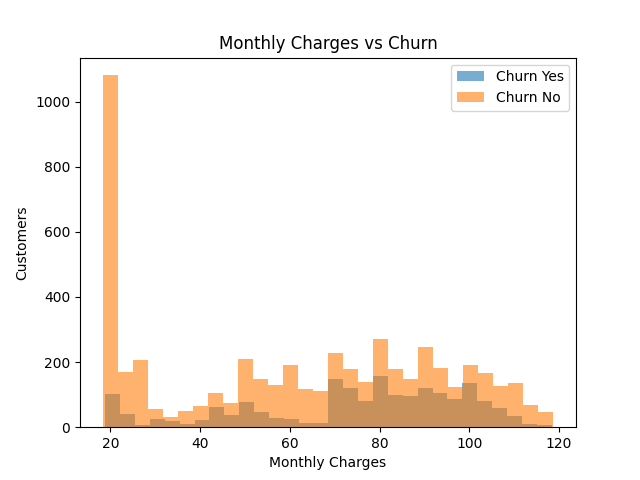 Monthly Charges vs Churn
Churn Yes
Churn No
1000
800
600
400
200
0
Customers
20 40 60 80 100 120
Monthly Charges